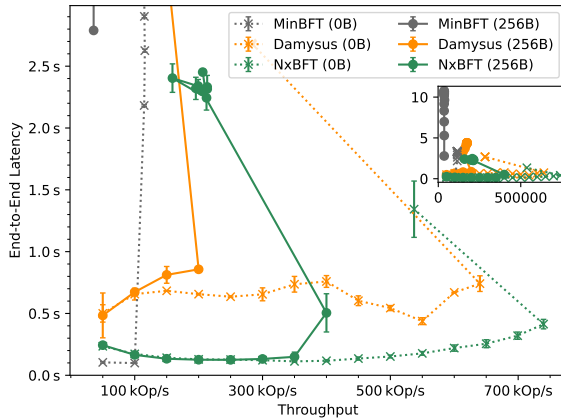 MinBFT (0B) MinBFT (256B)
Damysus (0B) Damysus (256B)
NxBFT (0B) NxBFT (256B)
2.5 s
2.0 s
1.5 s
1.0 s
0.5 s
0.0 s
End-to-End Latency
10
5
0
0 500000
100 kOp/s 300 kOp/s 500 kOp/s 700 kOp/s
Throughput